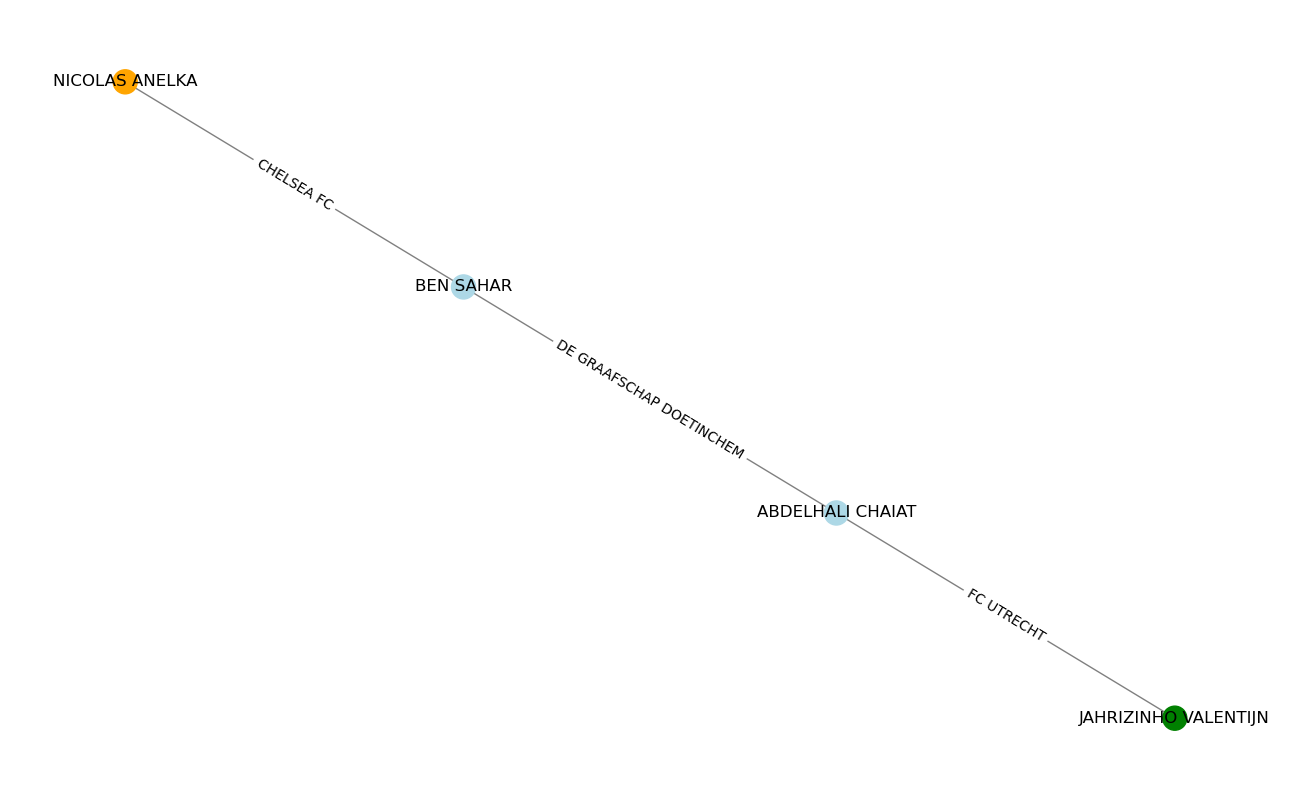 NICOLAS ANELKA
CHELSEA FC
BEN SAHAR
DE GRAAFSCHAP DOETINCHEM
ABDELHALI CHAIAT
FC UTRECHT
JAHRIZINHO VALENTIJN